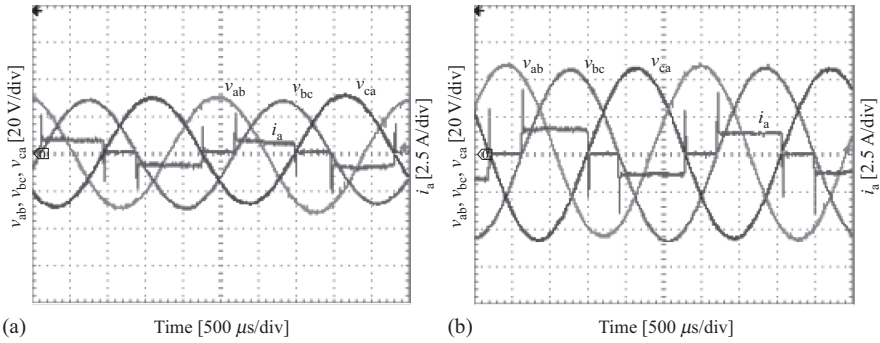 v_ab, v_bc, v_ca [20 V/div]
v_ab
v_bc
v_ca
i_a
i_a [2.5 A/div]
(a)
Time [500 μs/div]
v_ab, v_bc, v_ca [20 V/div]
v_ab
v_bc
v_ca
i_a
i_a [2.5 A/div]
(b)
Time [500 μs/div]